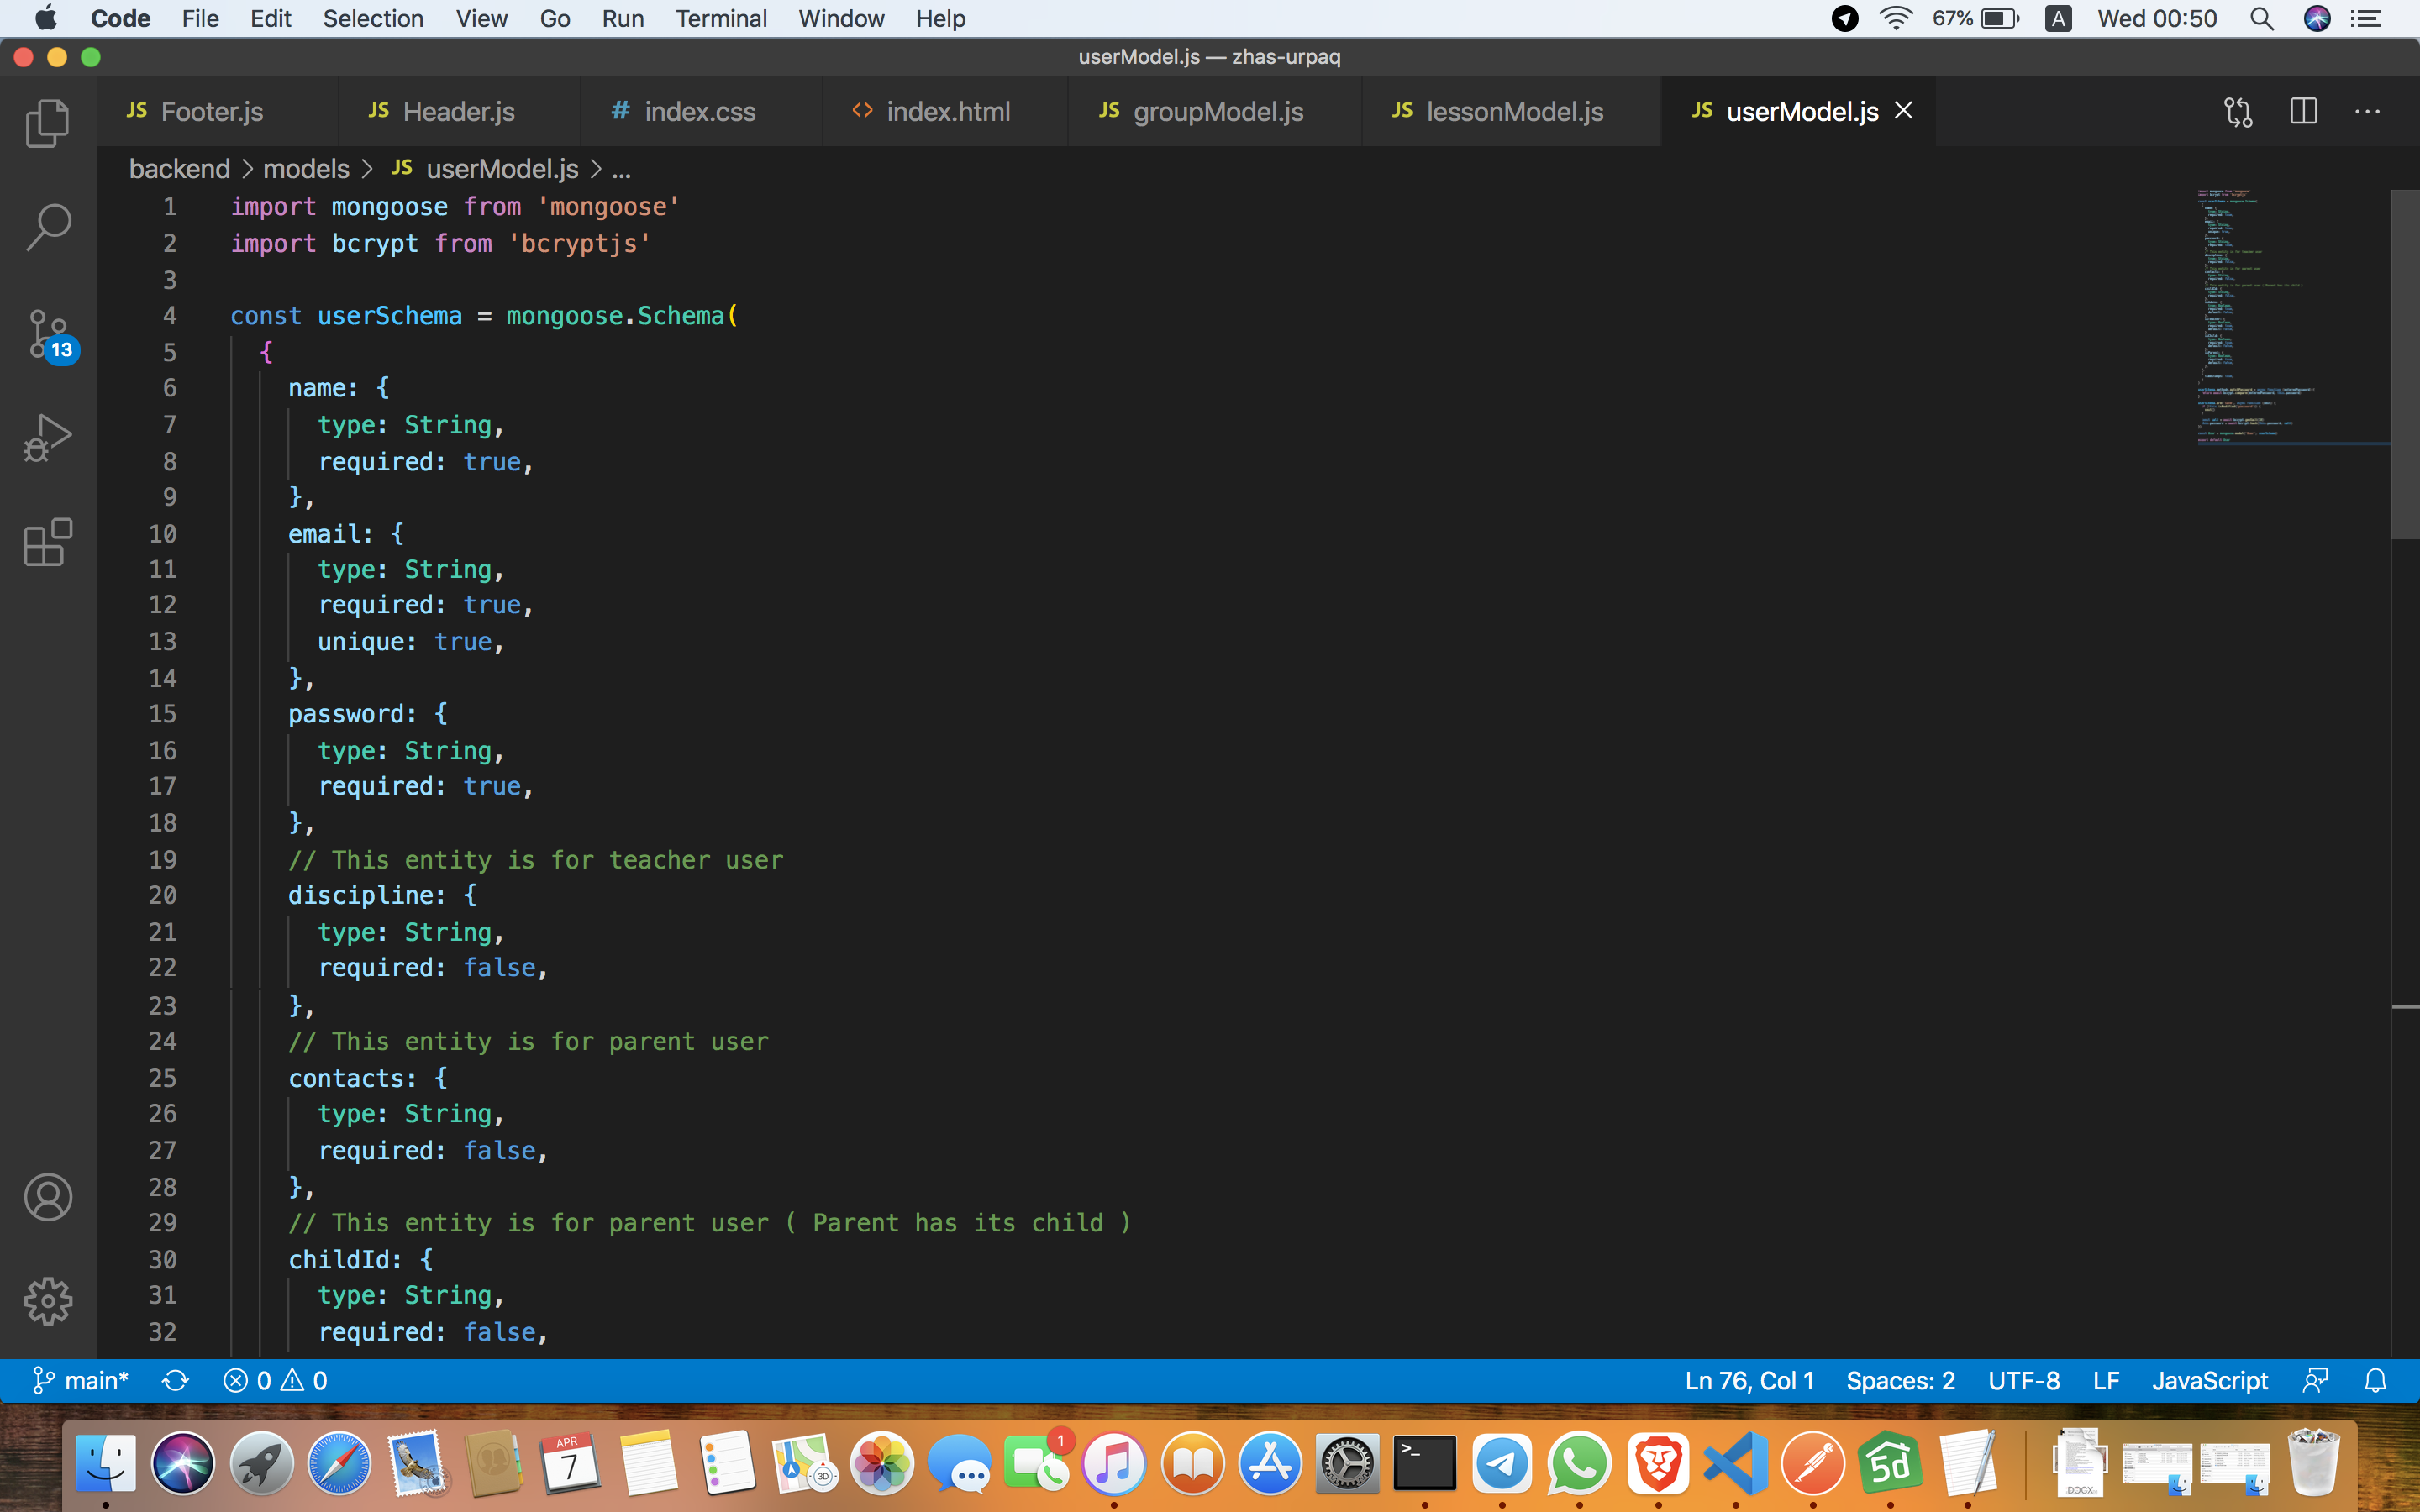 Code File Edit Selection View Go Run Terminal Window Help 67% A Wed 00:50
userModel.js — zhas-urpaq
JS Footer.js JS Header.js # index.css <> index.html JS groupModel.js JS lessonModel.js JS userModel.js
backend > models > JS userModel.js > ...
1 import mongoose from 'mongoose'
2 import bcrypt from 'bcryptjs'
3
4 const userSchema = mongoose.Schema(
5 {
6 name: {
7 type: String,
8 required: true,
9 },
10 email: {
11 type: String,
12 required: true,
13 unique: true,
14 },
15 password: {
16 type: String,
17 required: true,
18 },
19 // This entity is for teacher user
20 discipline: {
21 type: String,
22 required: false,
23 },
24 // This entity is for parent user
25 contacts: {
26 type: String,
27 required: false,
28 },
29 // This entity is for parent user ( Parent has its child )
30 childId: {
31 type: String,
32 required: false,
13
main* 0 0 Ln 76, Col 1 Spaces: 2 UTF-8 LF JavaScript
APR
7
3D
1
>_
5d
DOCX